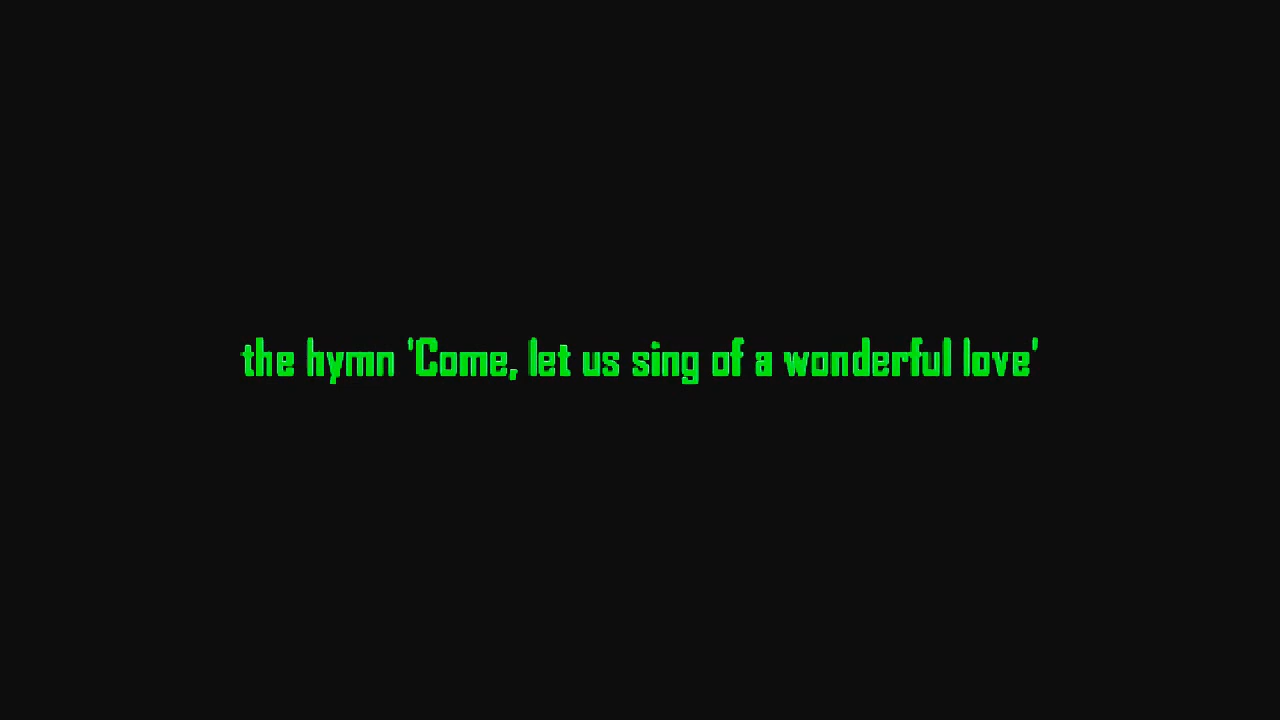 the hymn 'Come, let us sing of a wonderful love'